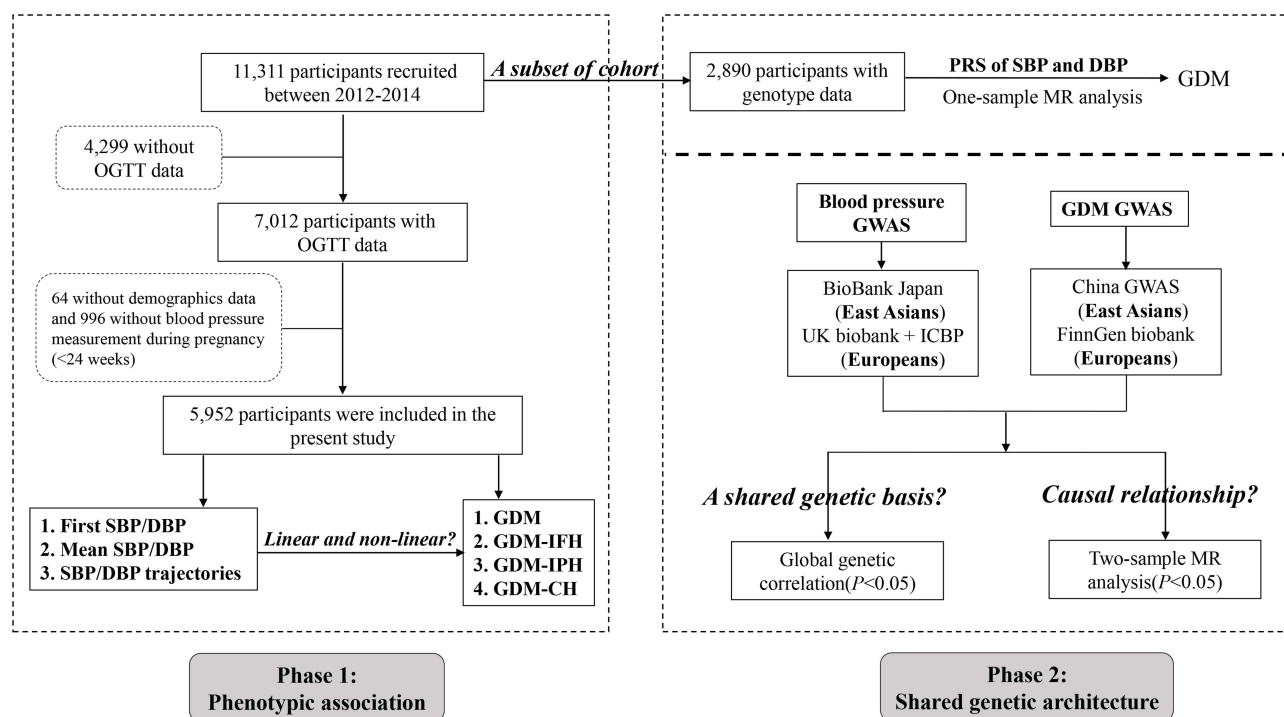 11,311 participants recruited
between 2012-2014
4,299 without
OGTT data
7,012 participants with
OGTT data
64 without demographics data
and 996 without blood pressure
measurement during pregnancy
(<24 weeks)
5,952 participants were included in the
present study
1. First SBP/DBP
2. Mean SBP/DBP
3. SBP/DBP trajectories
Linear and non-linear?
1. GDM
2. GDM-IFH
3. GDM-IPH
4. GDM-CH
Phase 1:
Phenotypic association
A subset of cohort
2,890 participants with
genotype data
PRS of SBP and DBP
One-sample MR analysis
GDM
Blood pressure
GWAS
GDM GWAS
BioBank Japan
(East Asians)
UK biobank + ICBP
(Europeans)
China GWAS
(East Asians)
FinnGen biobank
(Europeans)
A shared genetic basis?
Causal relationship?
Global genetic
correlation(P<0.05)
Two-sample MR
analysis(P<0.05)
Phase 2:
Shared genetic architecture